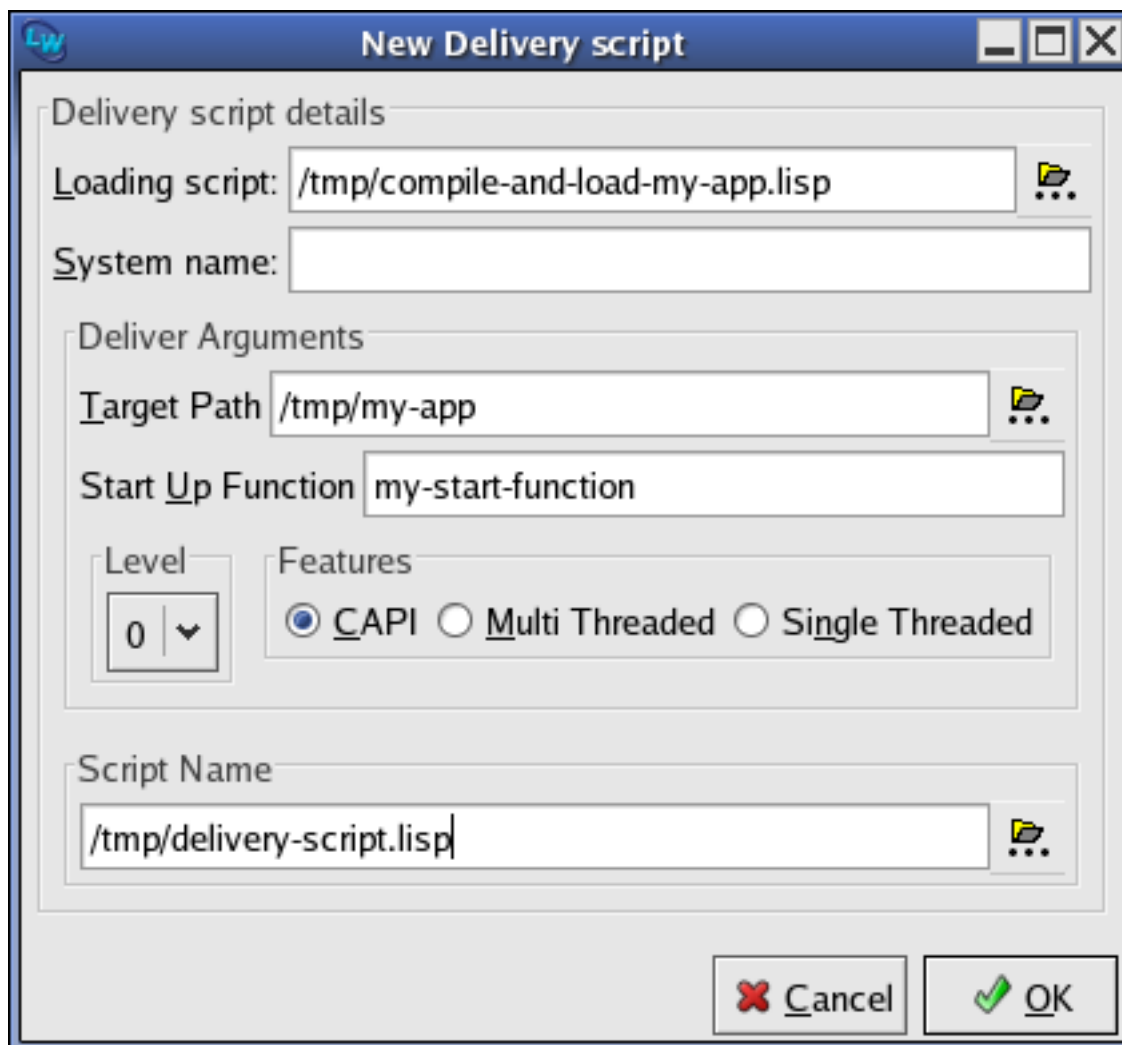 LW New Delivery script
Delivery script details
Loading script: /tmp/compile-and-load-my-app.lisp
System name:
Deliver Arguments
Target Path /tmp/my-app
Start Up Function my-start-function
Level Features
0 CAPI Multi Threaded Single Threaded
Script Name
/tmp/delivery-script.lisp
Cancel OK